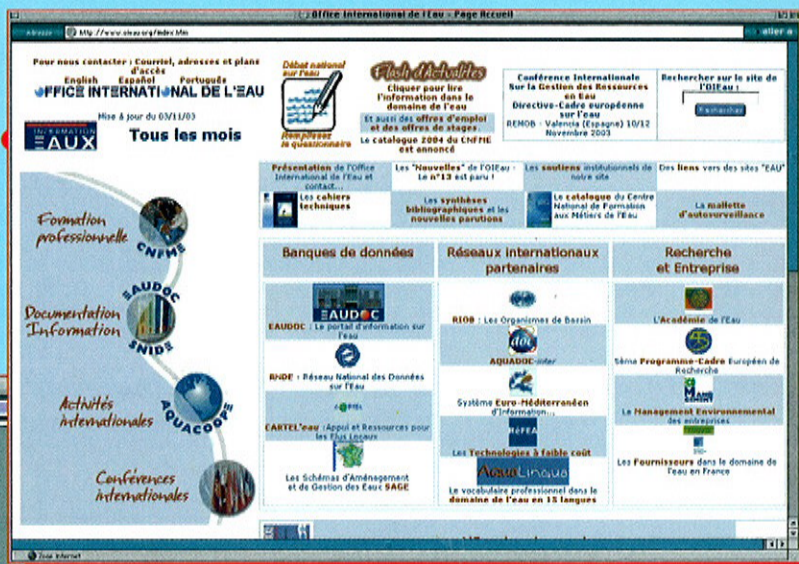 Office International de l'Eau - Page Accueil
Adresse http://www.oieau.org/index.htm
aller à
Pour nous contacter : Courriel, adresses et plans
d'accès
English Español Português
OFFICE INTERNATIONAL DE L'EAU
Mise à jour du 03/11/03
INFORMATION
EAUX
Tous les mois
Débat national
sur l'eau
Remplissez
le questionnaire
Flash d'Actualités
Cliquer pour lire
l'information dans le
domaine de l'eau
Et aussi des offres d'emploi
et des offres de stages.
Le catalogue 2004 du CNFME
est annoncé
Conférence Internationale
Sur la Gestion des Ressources
en Eau
Directive-Cadre européenne
sur l'eau
REMOB - Valencia (Espagne) 10/12
Novembre 2003
Rechercher sur le site de
l'OIEau :
Rechercher
Présentation de l'Office
International de l'Eau et
contact...
Les "Nouvelles" de l'OIEau :
Le n°13 est paru !
Les soutiens institutionnels de
notre site
Des liens vers des sites "EAU"
Les cahiers
techniques
Les synthèses
bibliographiques et les
nouvelles parutions
Le catalogue du Centre
National de Formation
aux Métiers de l'Eau
La mallette
d'autosurveillance
Formation
professionnelle
CNFME
Documentation
Information
EAUDOC
SNIDE
Activités
internationales
AQUACOOPE
Conférences
internationales
Banques de données
EAUDOC
EAUDOC : Le portail d'information sur
l'eau
RNDE : Réseau National des Données
sur l'Eau
CARTEL'eau : Appui et Ressources pour
les Elus Locaux
Les Schémas d'Aménagement
et de Gestion des Eaux SAGE
Réseaux internationaux
partenaires
RIOB : Les Organismes de Bassin
doc
AQUADOC-inter
Système Euro-Méditerranéen
d'Information...
RéFEA
Les Technologies à faible coût
AquaLingua
Le vocabulaire professionnel dans le
domaine de l'eau en 15 langues
Recherche
et Entreprise
L'Académie de l'Eau
5ème Programme-Cadre Européen de
Recherche
Le Management Environnemental
des entreprises
Les Fournisseurs dans le domaine de
l'eau en France
Zone Internet